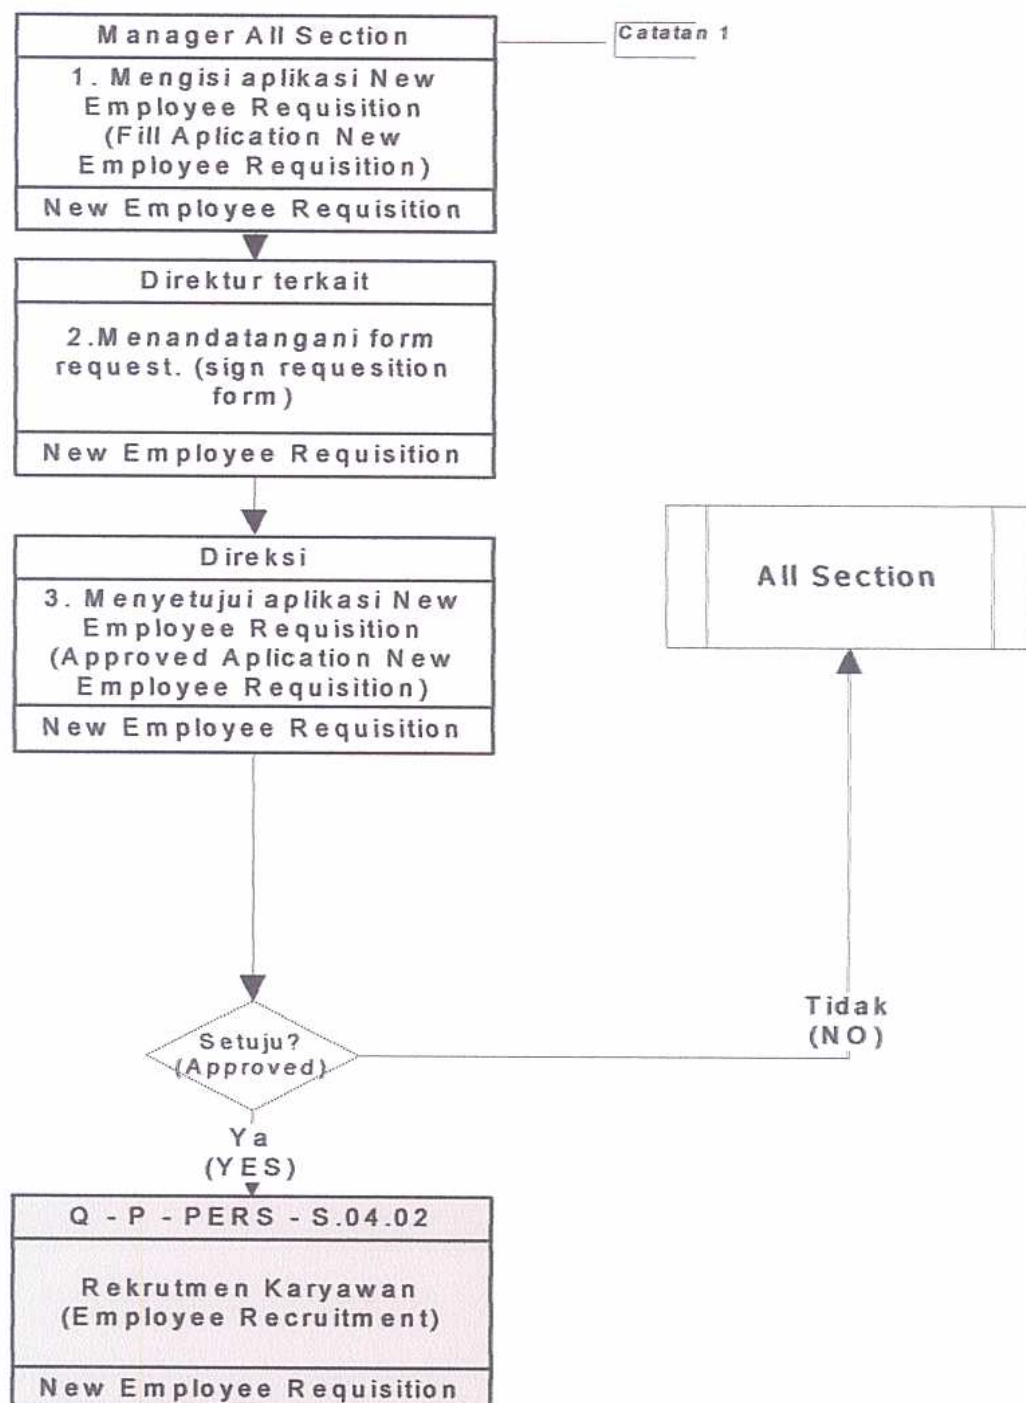 Manager All Section
Catatan 1
1. Mengisi aplikasi New
Employee Requisition
(Fill Aplication New
Employee Requisition)
New Employee Requisition
Direktur terkait
2.Menandatangani form
request. (sign requesition
form)
New Employee Requisition
Direksi
3. Menyetujui aplikasi New
Employee Requisition
(Approved Aplication New
Employee Requisition)
New Employee Requisition
All Section
Setuju?
(Approved)
Tidak
(NO)
Ya
(YES)
Q - P - PERS - S.04.02
Rekrutmen Karyawan
(Employee Recruitment)
New Employee Requisition